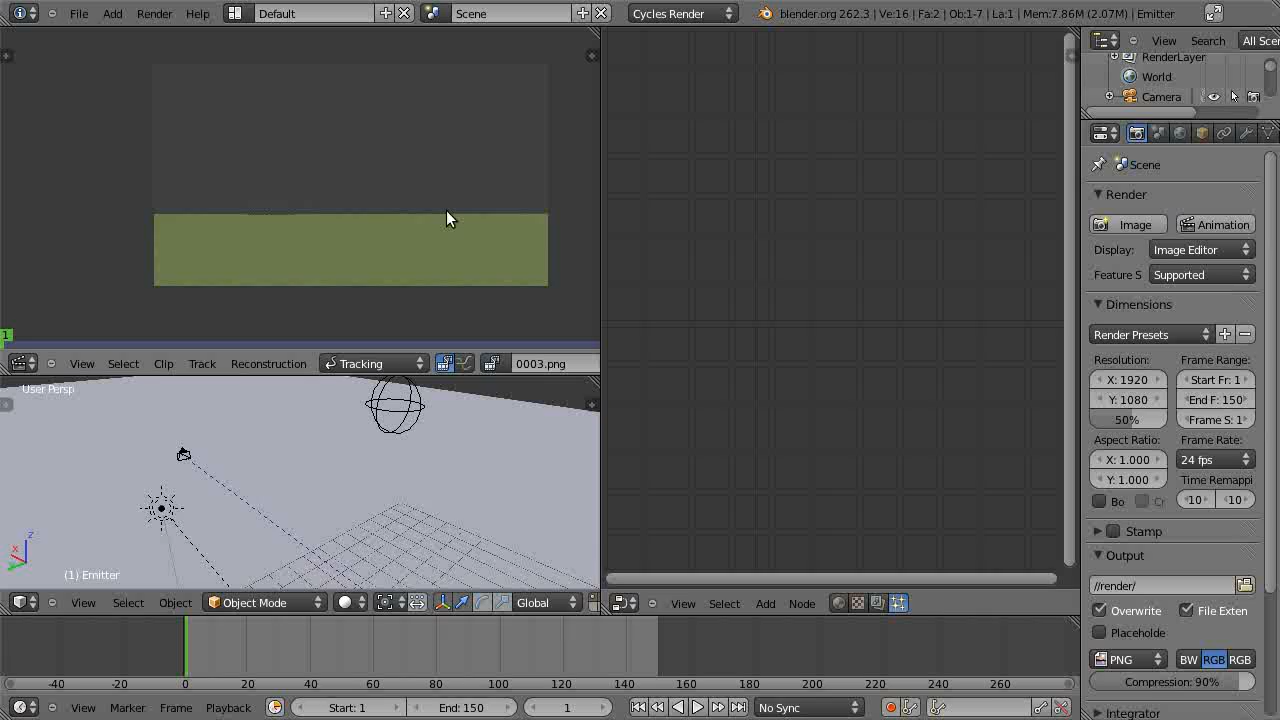 File Add Render Help Default Scene Cycles Render blender.org 262.3 | Ve:16 | Fa:2 | Ob:1-7 | La:1 | Mem:7.86M (2.07M) | Emitter
View Search All Sce
RenderLayer
World
Camera
Scene
Render
Image Animation
Display: Image Editor
Feature S Supported
Dimensions
Render Presets
Resolution: Frame Range:
X: 1920 Start Fr: 1
Y: 1080 End F: 150
50% Frame S: 1
Aspect Ratio: Frame Rate:
X: 1.000 24 fps
Y: 1.000 Time Remappi
Bo Cr 10 10
Stamp
Output
//render/
Overwrite File Exten
Placeholde
PNG BW RGB RGB
Compression: 90%
Integrator
1
View Select Clip Track Reconstruction Tracking 0003.png
User Persp
x z
(1) Emitter
View Select Object Object Mode Global
View Select Add Node
-40 -20 0 20 40 60 80 100 120 140 160 180 200 220 240 260
View Marker Frame Playback Start: 1 End: 150 1 No Sync